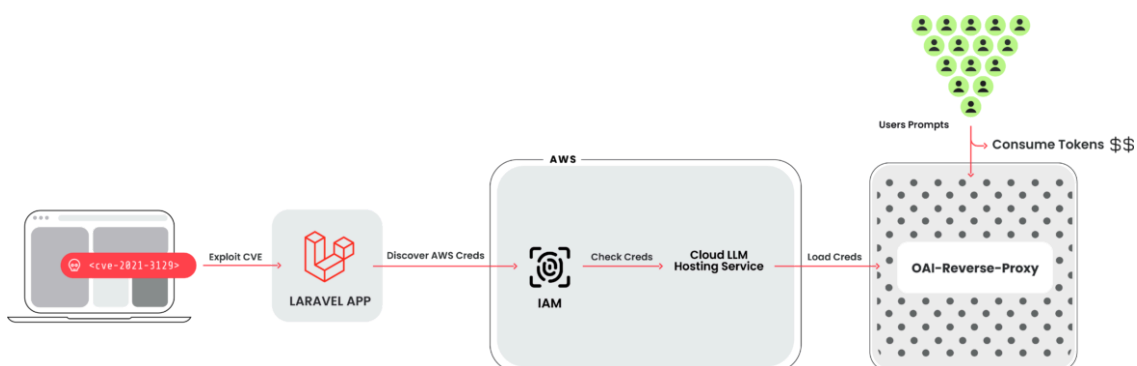 Users Prompts
Consume Tokens $$
AWS
<cve-2021-3129>
Exploit CVE
LARAVEL APP
Discover AWS Creds
IAM
Check Creds
Cloud LLM
Hosting Service
Load Creds
OAI-Reverse-Proxy